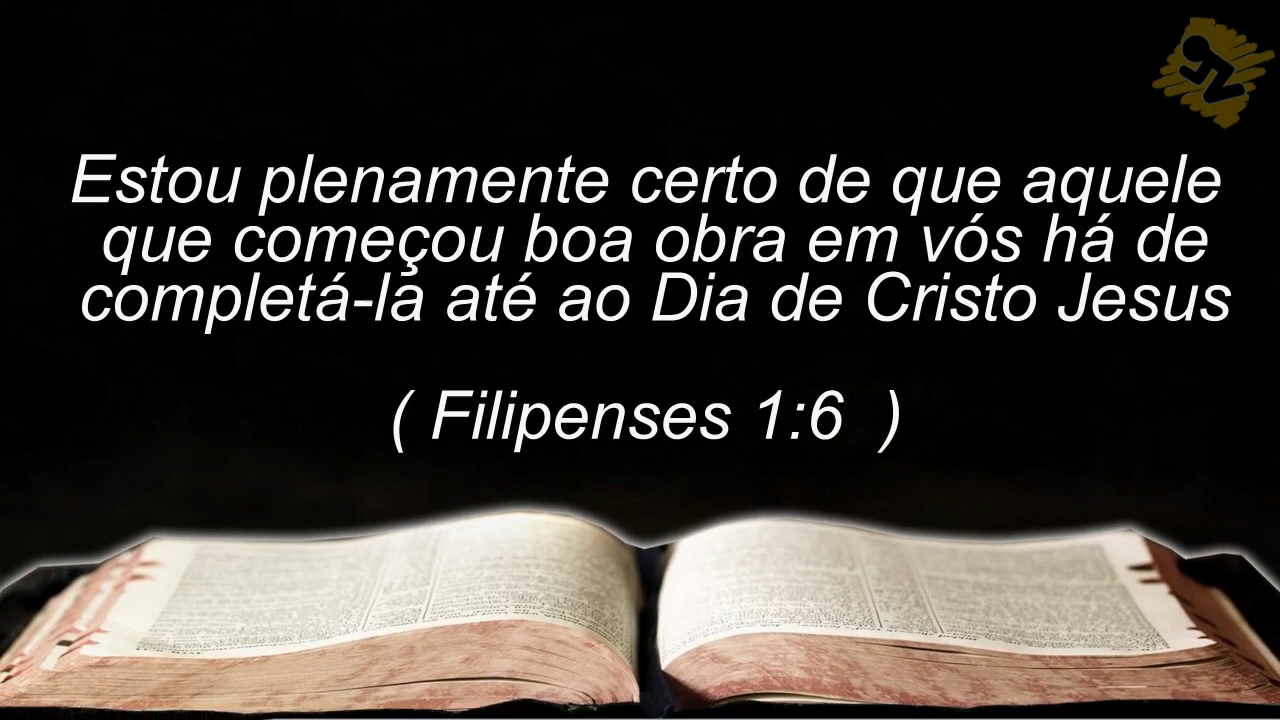 Estou plenamente certo de que aquele
que começou boa obra em vós há de
completá-la até ao Dia de Cristo Jesus
( Filipenses 1:6 )